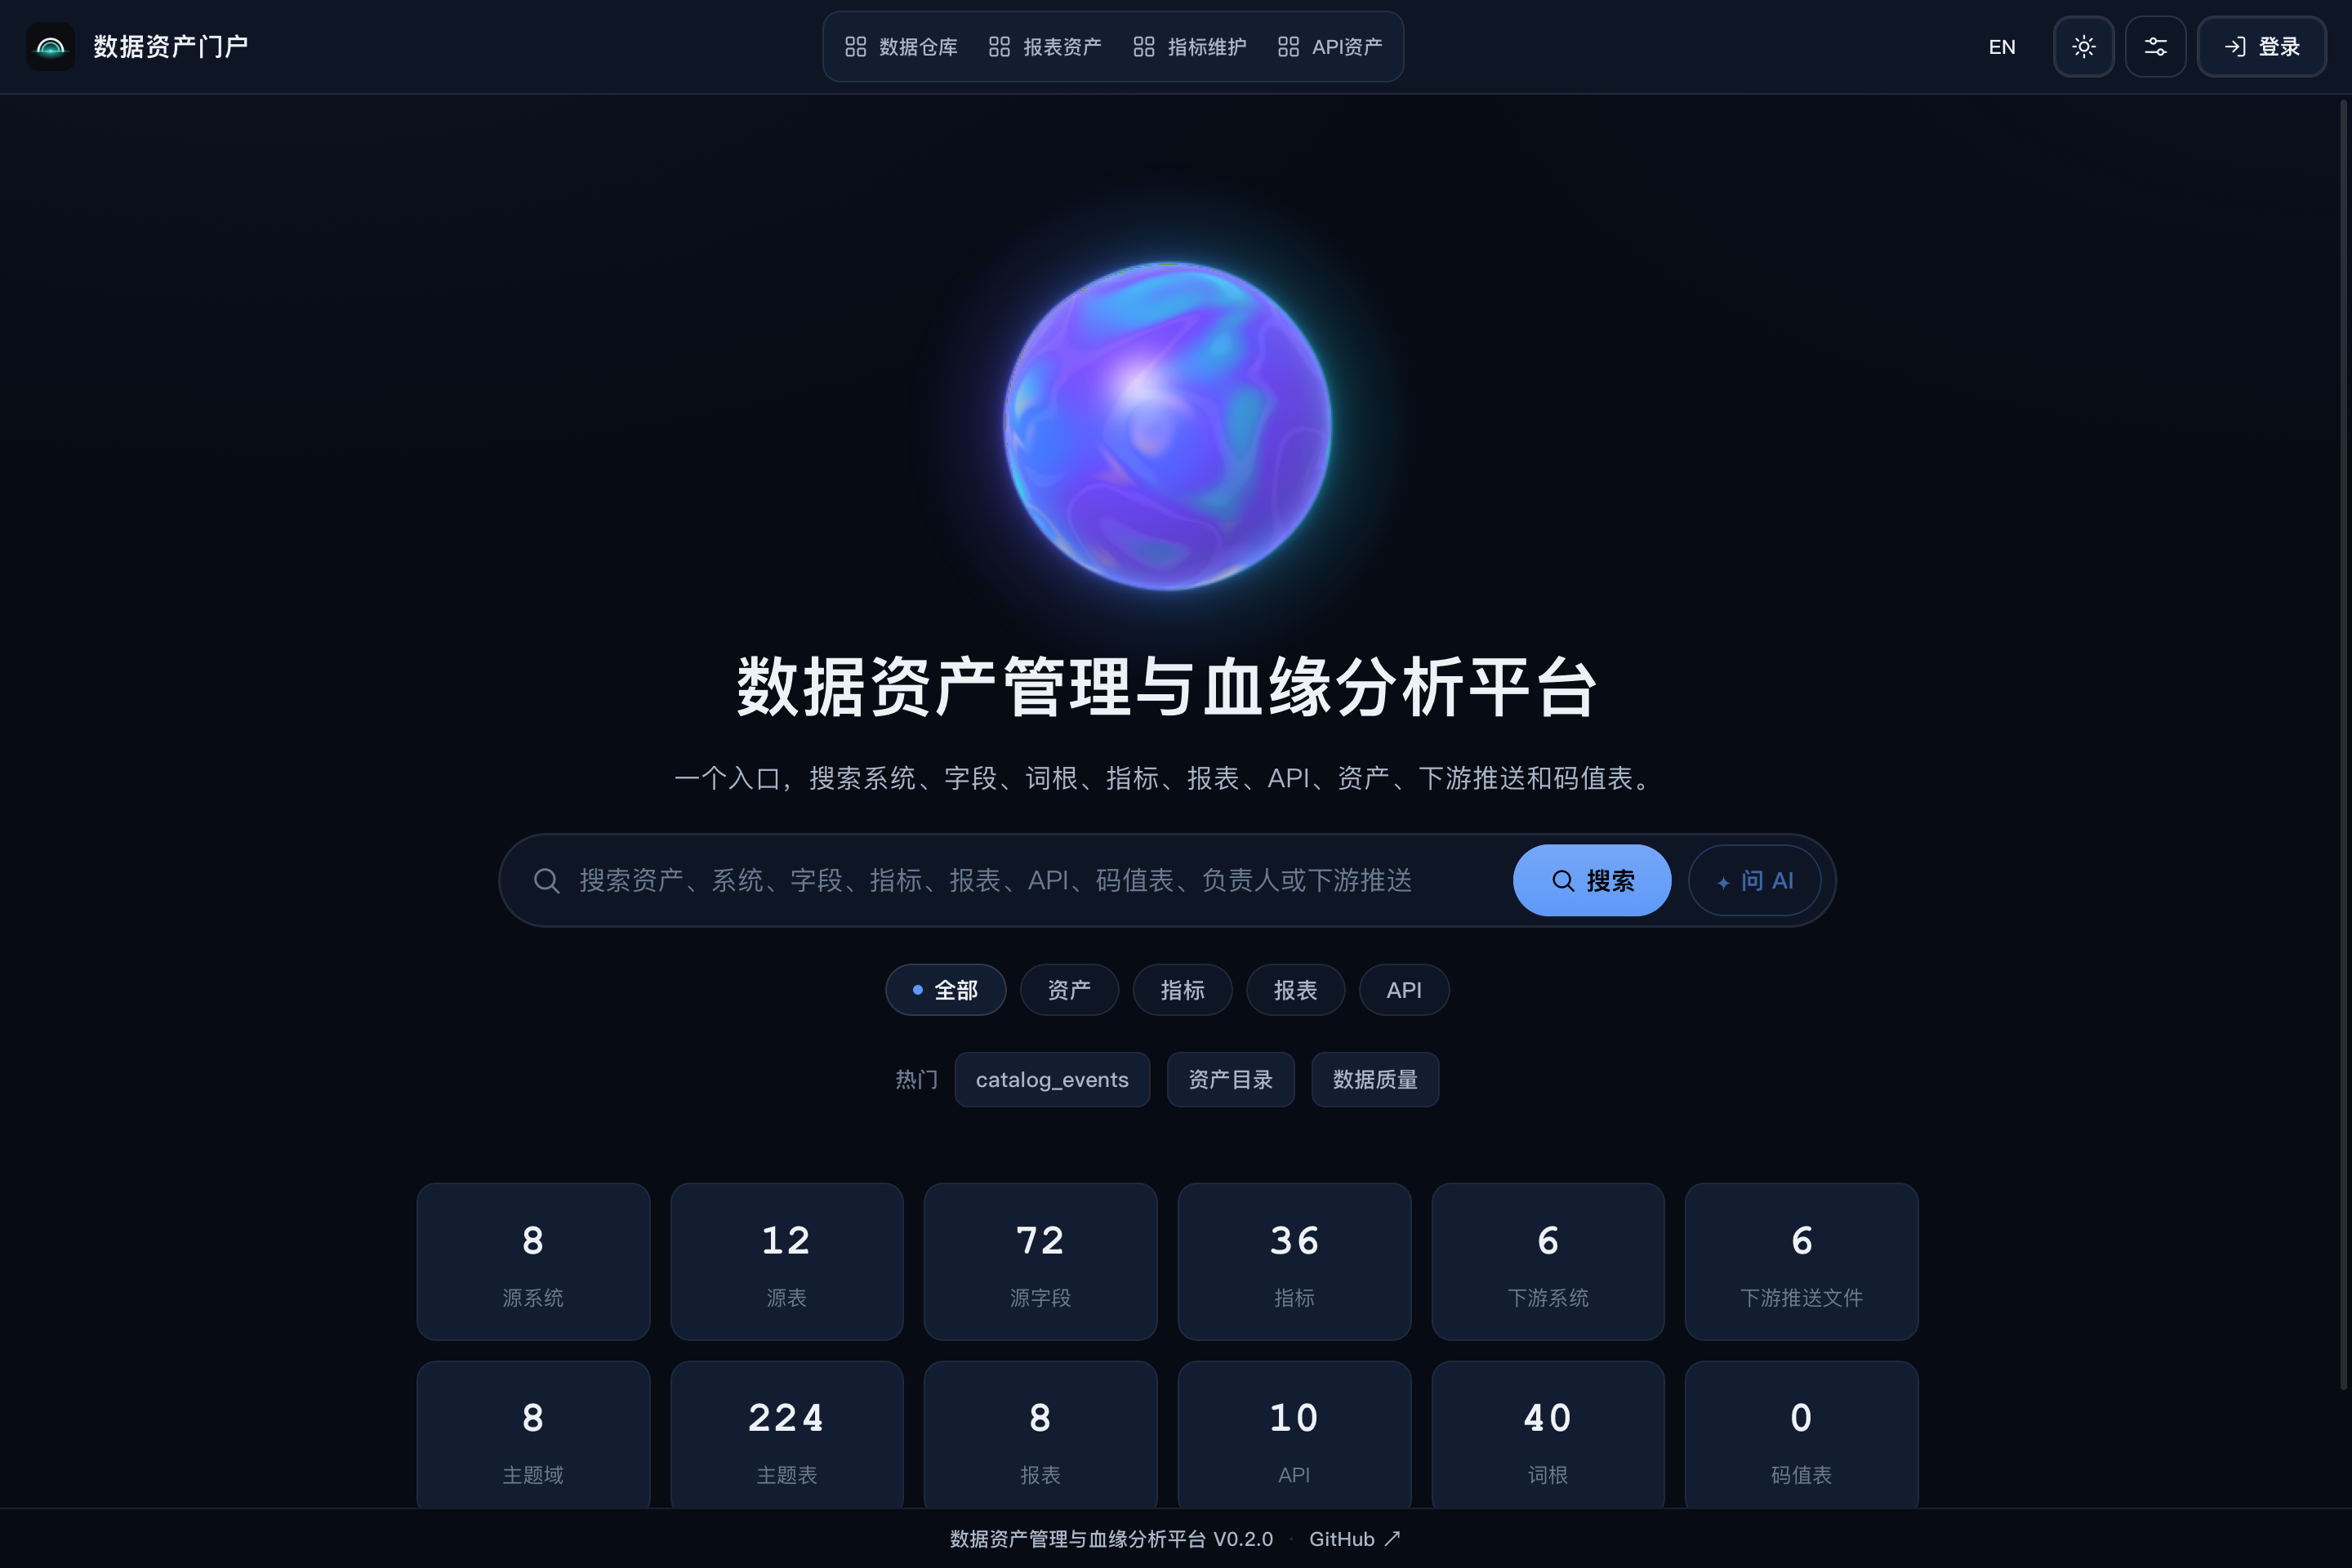 数据资产门户
数据仓库 报表资产 指标维护 API资产
EN 登录
数据资产管理与血缘分析平台
一个入口，搜索系统、字段、词根、指标、报表、API、资产、下游推送和码值表。
搜索资产、系统、字段、指标、报表、API、码值表、负责人或下游推送 搜索 问 AI
全部 资产 指标 报表 API
热门 catalog_events 资产目录 数据质量
8 12 72 36 6 6
源系统 源表 源字段 指标 下游系统 下游推送文件
8 224 8 10 40 0
主题域 主题表 报表 API 词根 码值表
数据资产管理与血缘分析平台 V0.2.0 · GitHub ↗